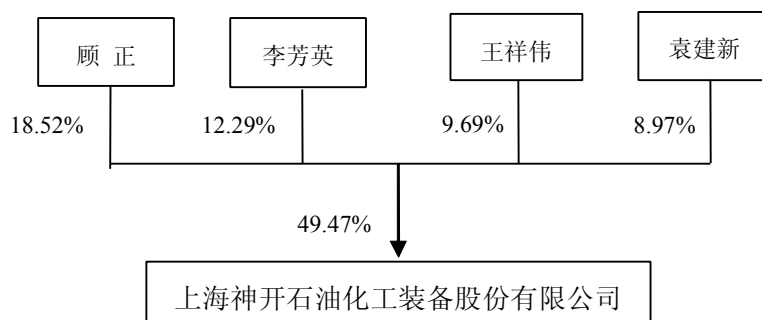 顾 正
李芳英
王祥伟
袁建新
18.52%
12.29%
9.69%
8.97%
49.47%
上海神开石油化工装备股份有限公司